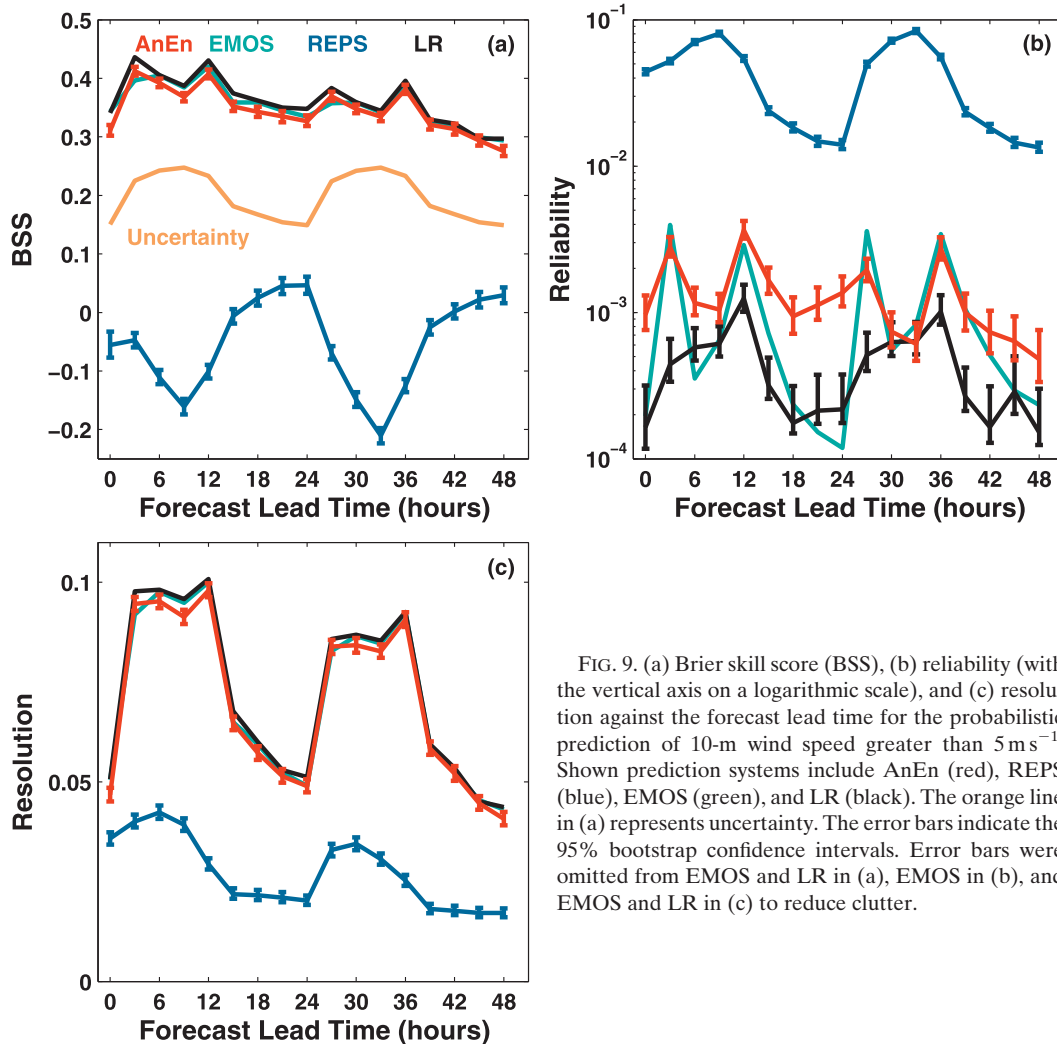 AnEn EMOS REPS LR (a)
0.5
0.4
0.3
0.2
0.1
0
−0.1
−0.2
BSS
Uncertainty
0 6 12 18 24 30 36 42 48
Forecast Lead Time (hours)
(b)
10−1
10−2
10−3
10−4
Reliability
0 6 12 18 24 30 36 42 48
Forecast Lead Time (hours)
(c)
0.1
0.05
0
Resolution
0 6 12 18 24 30 36 42 48
Forecast Lead Time (hours)
FIG. 9. (a) Brier skill score (BSS), (b) reliability (with
the vertical axis on a logarithmic scale), and (c) resolu
tion against the forecast lead time for the probabilistic
prediction of 10-m wind speed greater than 5 m s−1
Shown prediction systems include AnEn (red), REPS
(blue), EMOS (green), and LR (black). The orange line
in (a) represents uncertainty. The error bars indicate the
95% bootstrap confidence intervals. Error bars were
omitted from EMOS and LR in (a), EMOS in (b), and
EMOS and LR in (c) to reduce clutter.